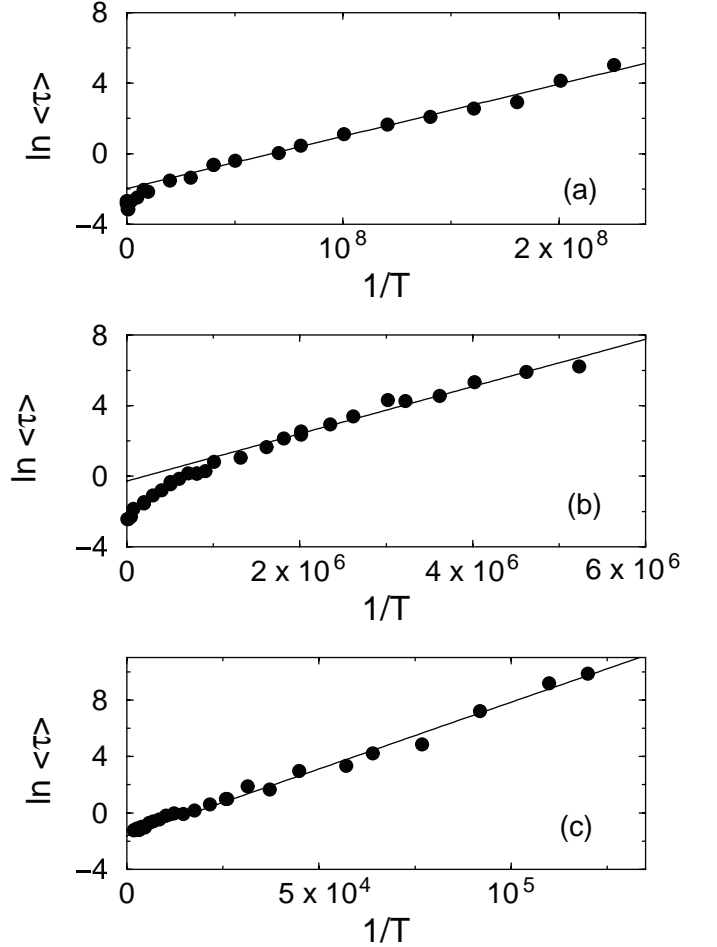 8
4
0
−4
ln <τ>
(a)
0
10⁸
2 x 10⁸
1/T
8
4
0
−4
ln <τ>
(b)
0
2 x 10⁶
4 x 10⁶
6 x 10⁶
1/T
8
4
0
−4
ln <τ>
(c)
0
5 x 10⁴
10⁵
1/T